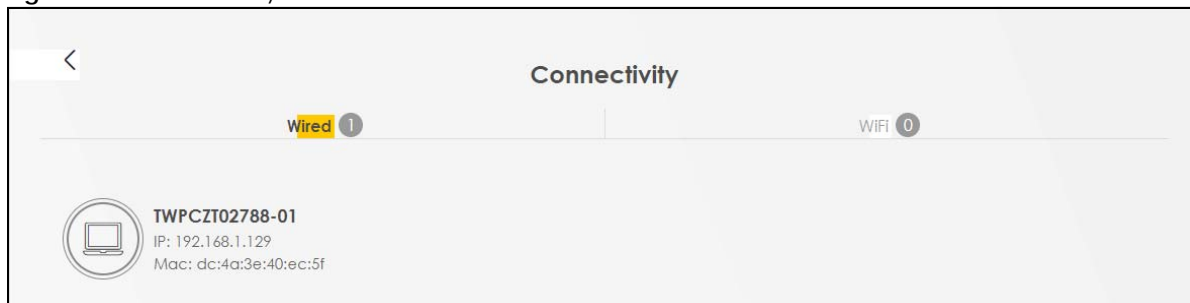 Connectivity
Wired 1
WiFi 0
TWPCZT02788-01
IP: 192.168.1.129
Mac: dc:4a:3e:40:ec:5f